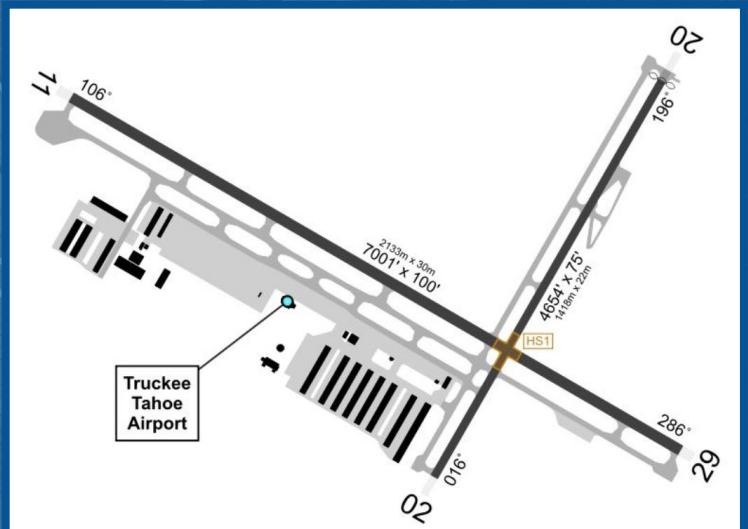 20
196°
11
106°
2133m x 30m
7001' x 100'
4654' x 75'
1418m x 22m
HS1
Truckee
Tahoe
Airport
286°
29
016°
02